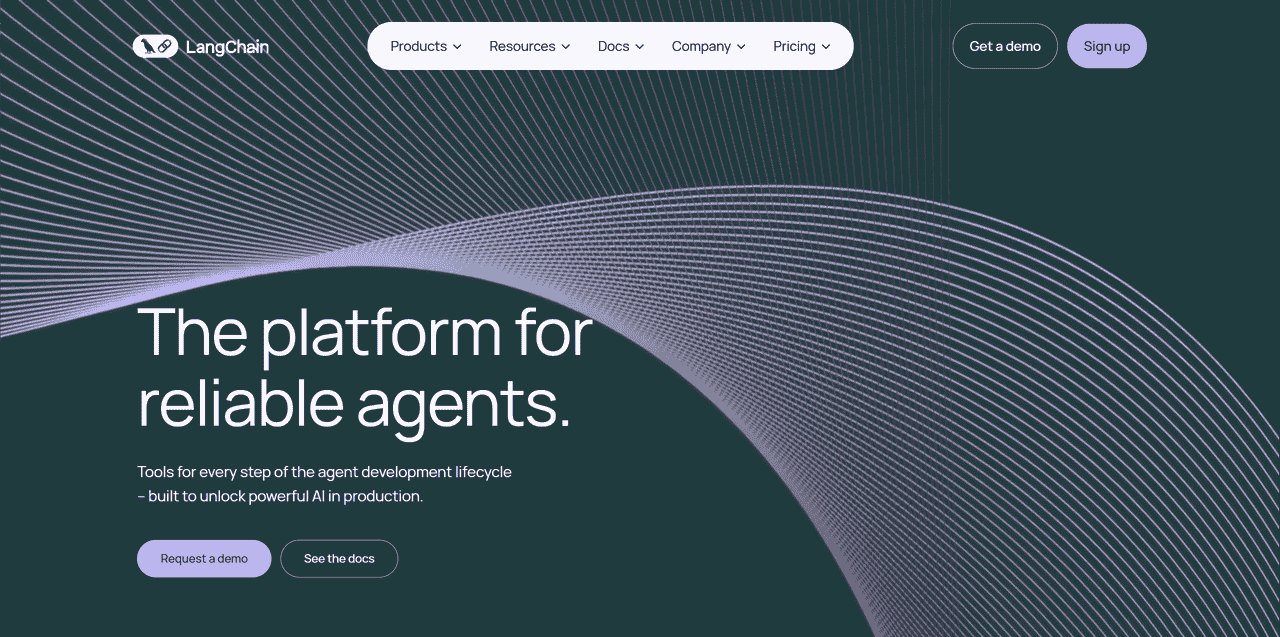 LangChain
Products
Resources
Docs
Company
Pricing
Get a demo
Sign up
The platform for
reliable agents.
Tools for every step of the agent development lifecycle
– built to unlock powerful AI in production.
Request a demo
See the docs